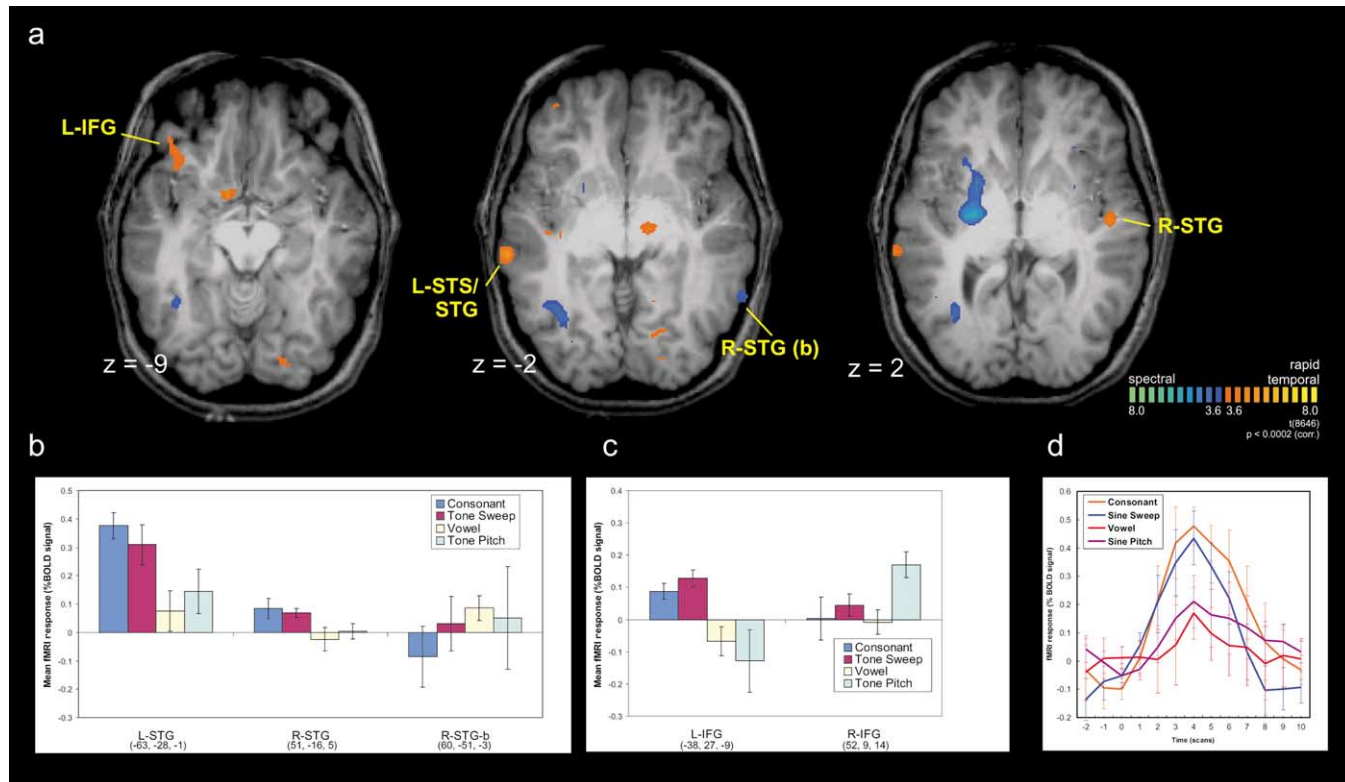 a
L-IFG
L-STS/
STG
R-STG (b)
R-STG
z = -9
z = -2
z = 2
spectral
rapid
temporal
8.0 3.6 3.6 8.0
t(8646)
p < 0.0002 (corr.)
b
Mean fMRI response (%BOLD signal)
0.5
0.4
0.3
0.2
0.1
0
-0.1
-0.2
-0.3
Consonant
Tone Sweep
Vowel
Tone Pitch
L-STG
(-63, -28, -1)
R-STG
(51, -16, 5)
R-STG-b
(60, -51, -3)
c
Mean fMRI response (%BOLD signal)
0.5
0.4
0.3
0.2
0.1
0
-0.1
-0.2
-0.3
Consonant
Tone Sweep
Vowel
Tone Pitch
L-IFG
(-38, 27, -9)
R-IFG
(52, 9, 14)
d
fMRI response (% BOLD signal)
0.6
0.5
0.4
0.3
0.2
0.1
0
-0.1
-0.2
Consonant
Sine Sweep
Vowel
Sine Pitch
-2 -1 0 1 2 3 4 5 6 7 8 9 10
Time (scans)